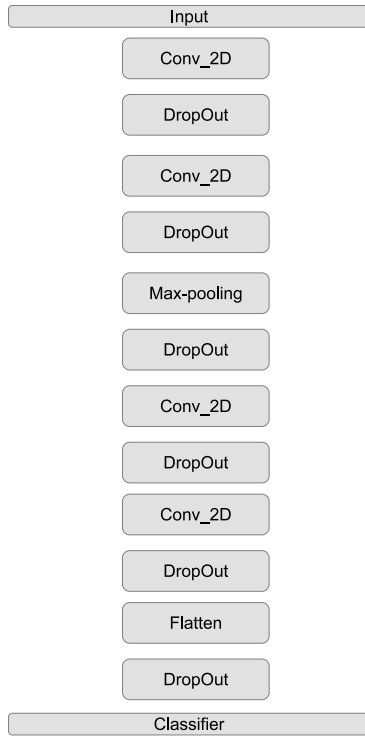 Input
Conv_2D
DropOut
Conv_2D
DropOut
Max-pooling
DropOut
Conv_2D
DropOut
Conv_2D
DropOut
Flatten
DropOut
Classifier